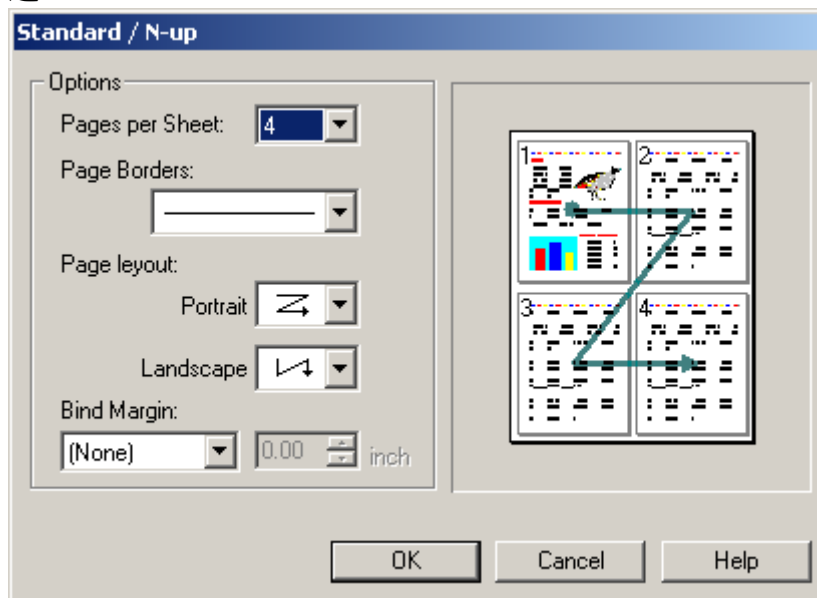 Standard / N-up
Options
Pages per Sheet: 4
Page Borders:
Page leyout:
Portrait
Landscape
Bind Margin:
(None) 0.00 inch
1 2
3 4
OK Cancel Help